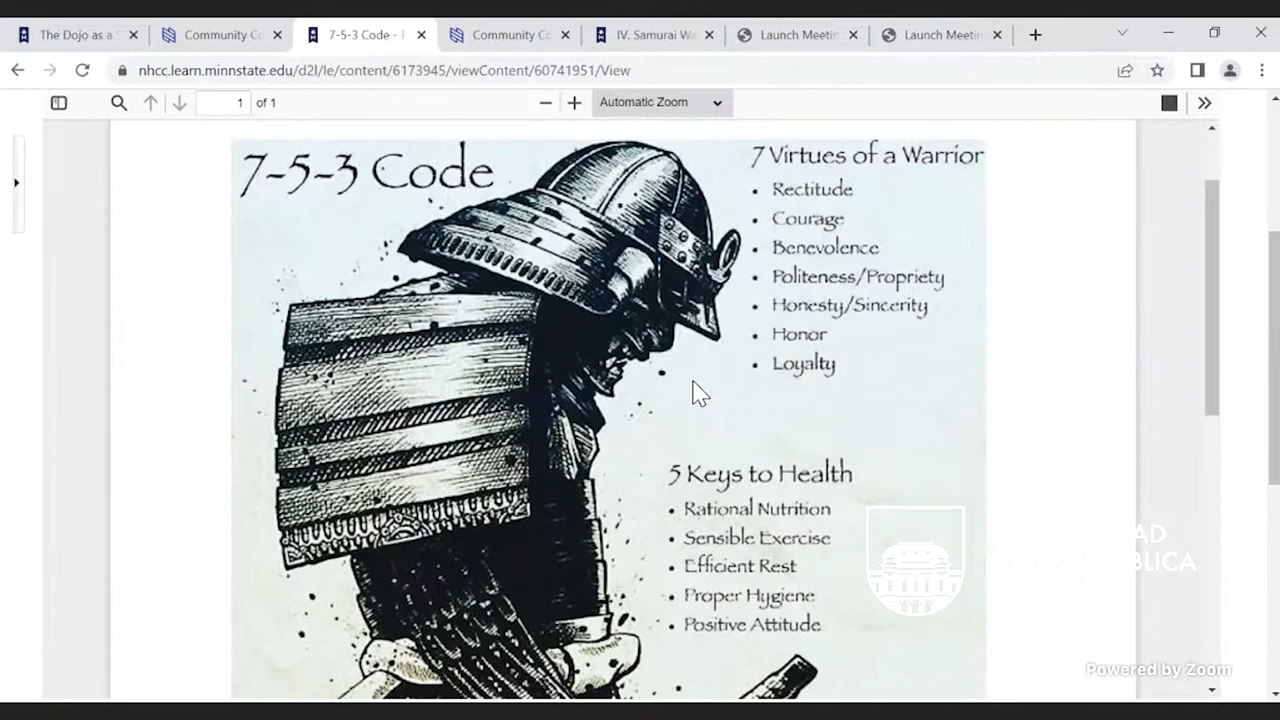 The Dojo as a S
Community Co
7-5-3 Code - F
Community Co
IV. Samurai Wa
Launch Meetin
Launch Meetin
nhcc.learn.minnstate.edu/d2l/le/content/6173945/viewContent/60741951/View
1 of 1
Automatic Zoom
7-5-3 Code
7 Virtues of a Warrior
• Rectitude
• Courage
• Benevolence
• Politeness/Propriety
• Honesty/Sincerity
• Honor
• Loyalty
5 Keys to Health
• Rational Nutrition
• Sensible Exercise
• Efficient Rest
• Proper Hygiene
• Positive Attitude
Powered by Zoom